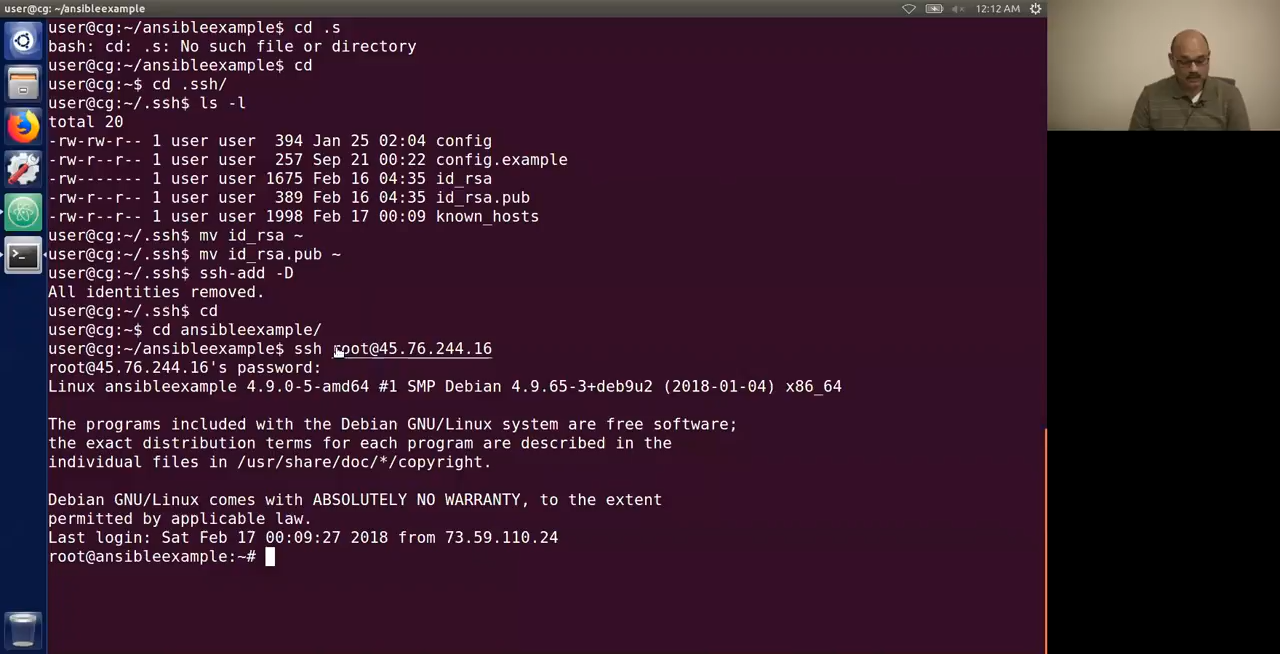 user@cg: ~/ansibleexample
12:12 AM
user@cg:~/ansibleexample$ cd .s
bash: cd: .s: No such file or directory
user@cg:~/ansibleexample$ cd
user@cg:~$ cd .ssh/
user@cg:~/.ssh$ ls -l
total 20
-rw-rw-r-- 1 user user  394 Jan 25 02:04 config
-rw-r--r-- 1 user user  257 Sep 21 00:22 config.example
-rw------- 1 user user 1675 Feb 16 04:35 id_rsa
-rw-r--r-- 1 user user  389 Feb 16 04:35 id_rsa.pub
-rw-r--r-- 1 user user 1998 Feb 17 00:09 known_hosts
user@cg:~/.ssh$ mv id_rsa ~
user@cg:~/.ssh$ mv id_rsa.pub ~
user@cg:~/.ssh$ ssh-add -D
All identities removed.
user@cg:~/.ssh$ cd
user@cg:~$ cd ansibleexample/
user@cg:~/ansibleexample$ ssh root@45.76.244.16
root@45.76.244.16's password:
Linux ansibleexample 4.9.0-5-amd64 #1 SMP Debian 4.9.65-3+deb9u2 (2018-01-04) x86_64
The programs included with the Debian GNU/Linux system are free software;
the exact distribution terms for each program are described in the
individual files in /usr/share/doc/*/copyright.
Debian GNU/Linux comes with ABSOLUTELY NO WARRANTY, to the extent
permitted by applicable law.
Last login: Sat Feb 17 00:09:27 2018 from 73.59.110.24
root@ansibleexample:~#